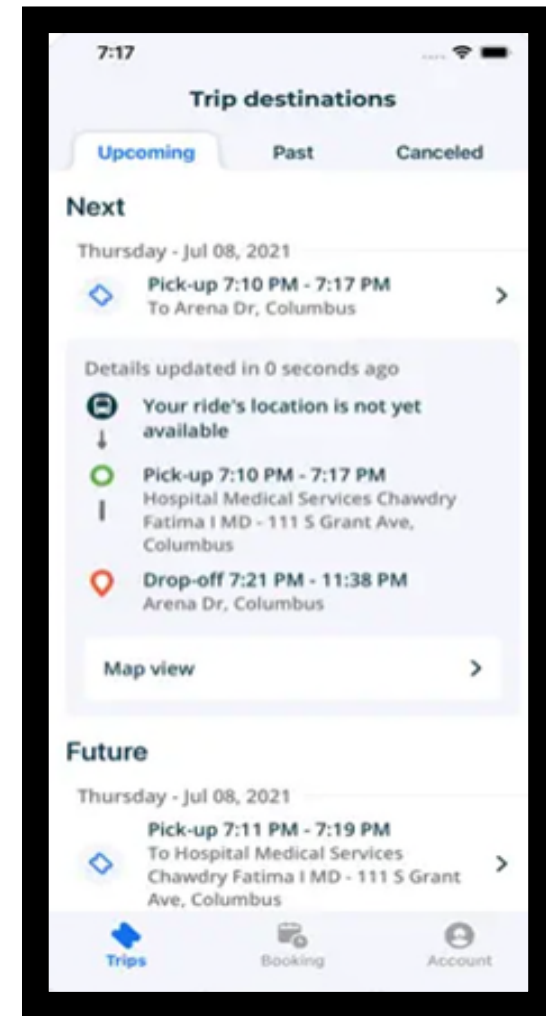 7:17
Trip destinations
Upcoming Past Canceled
Next
Thursday - Jul 08, 2021
Pick-up 7:10 PM - 7:17 PM
To Arena Dr, Columbus
Details updated in 0 seconds ago
Your ride's location is not yet
available
Pick-up 7:10 PM - 7:17 PM
Hospital Medical Services Chawdry
Fatima I MD - 111 S Grant Ave,
Columbus
Drop-off 7:21 PM - 11:38 PM
Arena Dr, Columbus
Map view
Future
Thursday - Jul 08, 2021
Pick-up 7:11 PM - 7:19 PM
To Hospital Medical Services
Chawdry Fatima I MD - 111 S Grant
Ave, Columbus
Trips Booking Account